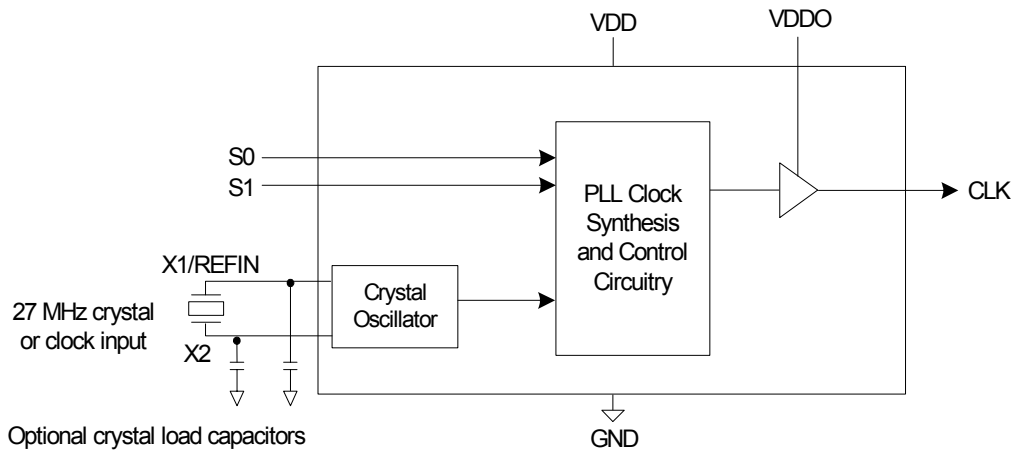 VDD
VDDO
S0
S1
PLL Clock
Synthesis
and Control
Circuitry
CLK
X1/REFIN
Crystal
Oscillator
27 MHz crystal
or clock input
X2
Optional crystal load capacitors
GND